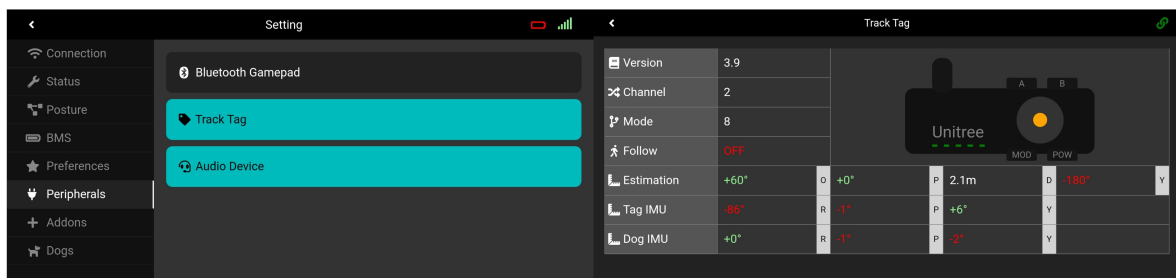 Setting
Connection
Status
Posture
BMS
Preferences
Peripherals
Addons
Dogs
Bluetooth Gamepad
Track Tag
Audio Device
Track Tag
Version 3.9
Channel 2
Mode 8
Follow OFF
A B
Unitree
MOD POW
Estimation +60° O +0° P 2.1m D -180° Y
Tag IMU -86° R -1° P +6° Y
Dog IMU +0° R -1° P -2° Y